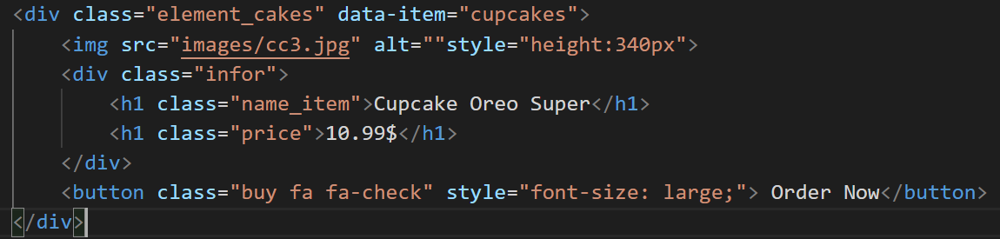 <div class="element_cakes" data-item="cupcakes">
    <img src="images/cc3.jpg" alt=""style="height:340px">
    <div class="infor">
        <h1 class="name_item">Cupcake Oreo Super</h1>
        <h1 class="price">10.99$</h1>
    </div>
    <button class="buy fa fa-check" style="font-size: large;"> Order Now</button>
</div>